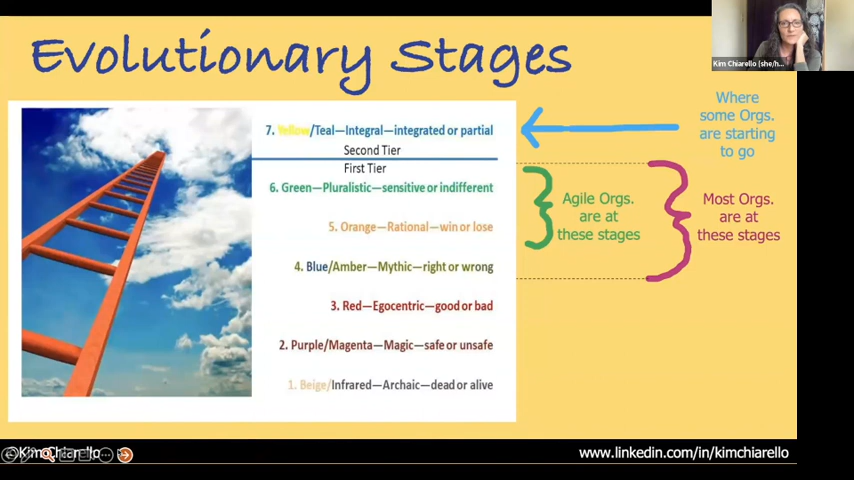 Evolutionary Stages
Kim Chiarello (she/h...
7. Yellow/Teal—Integral—integrated or partial
Second Tier
First Tier
6. Green—Pluralistic—sensitive or indifferent
5. Orange—Rational—win or lose
4. Blue/Amber—Mythic—right or wrong
3. Red—Egocentric—good or bad
2. Purple/Magenta—Magic—safe or unsafe
1. Beige/Infrared—Archaic—dead or alive
Where
some Orgs.
are starting
to go
Agile Orgs.
are at
these stages
Most Orgs.
are at
these stages
©Kim Chiarello
www.linkedin.com/in/kimchiarello